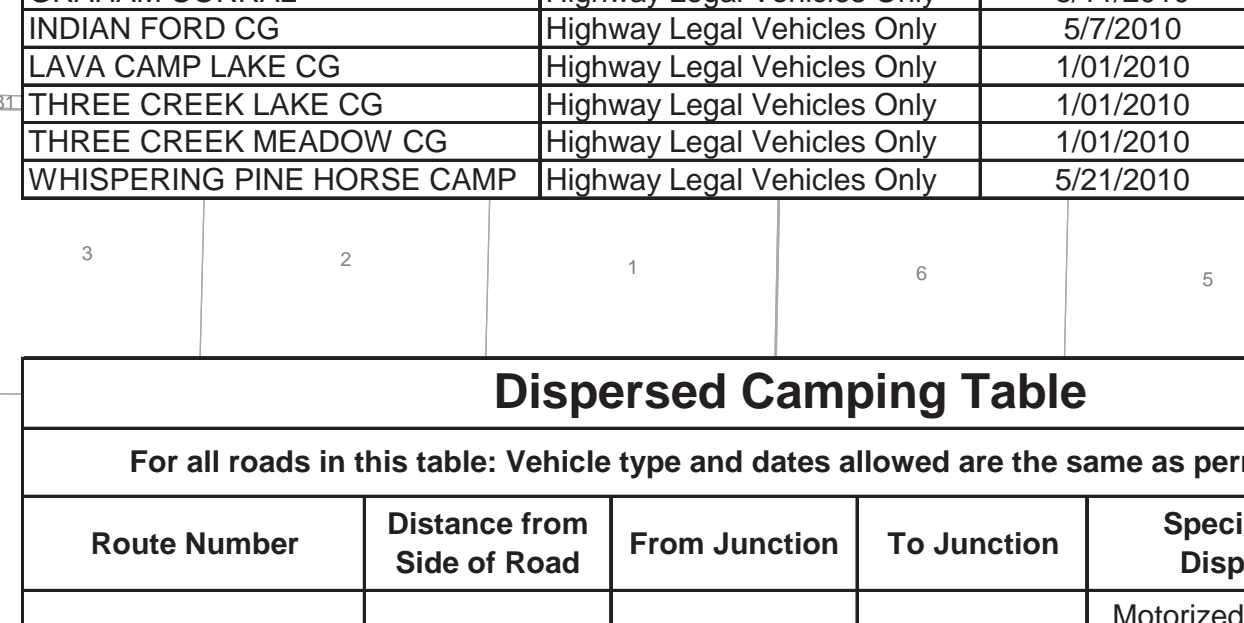 INDIAN FORD CG Highway Legal Vehicles Only 5/7/2010
LAVA CAMP LAKE CG Highway Legal Vehicles Only 1/01/2010
31 THREE CREEK LAKE CG Highway Legal Vehicles Only 1/01/2010
THREE CREEK MEADOW CG Highway Legal Vehicles Only 1/01/2010
WHISPERING PINE HORSE CAMP Highway Legal Vehicles Only 5/21/2010
3 2 1 6 5
Dispersed Camping Table
For all roads in this table: Vehicle type and dates allowed are the same as
Route Number Distance from Side of Road From Junction To Junction
Motorized